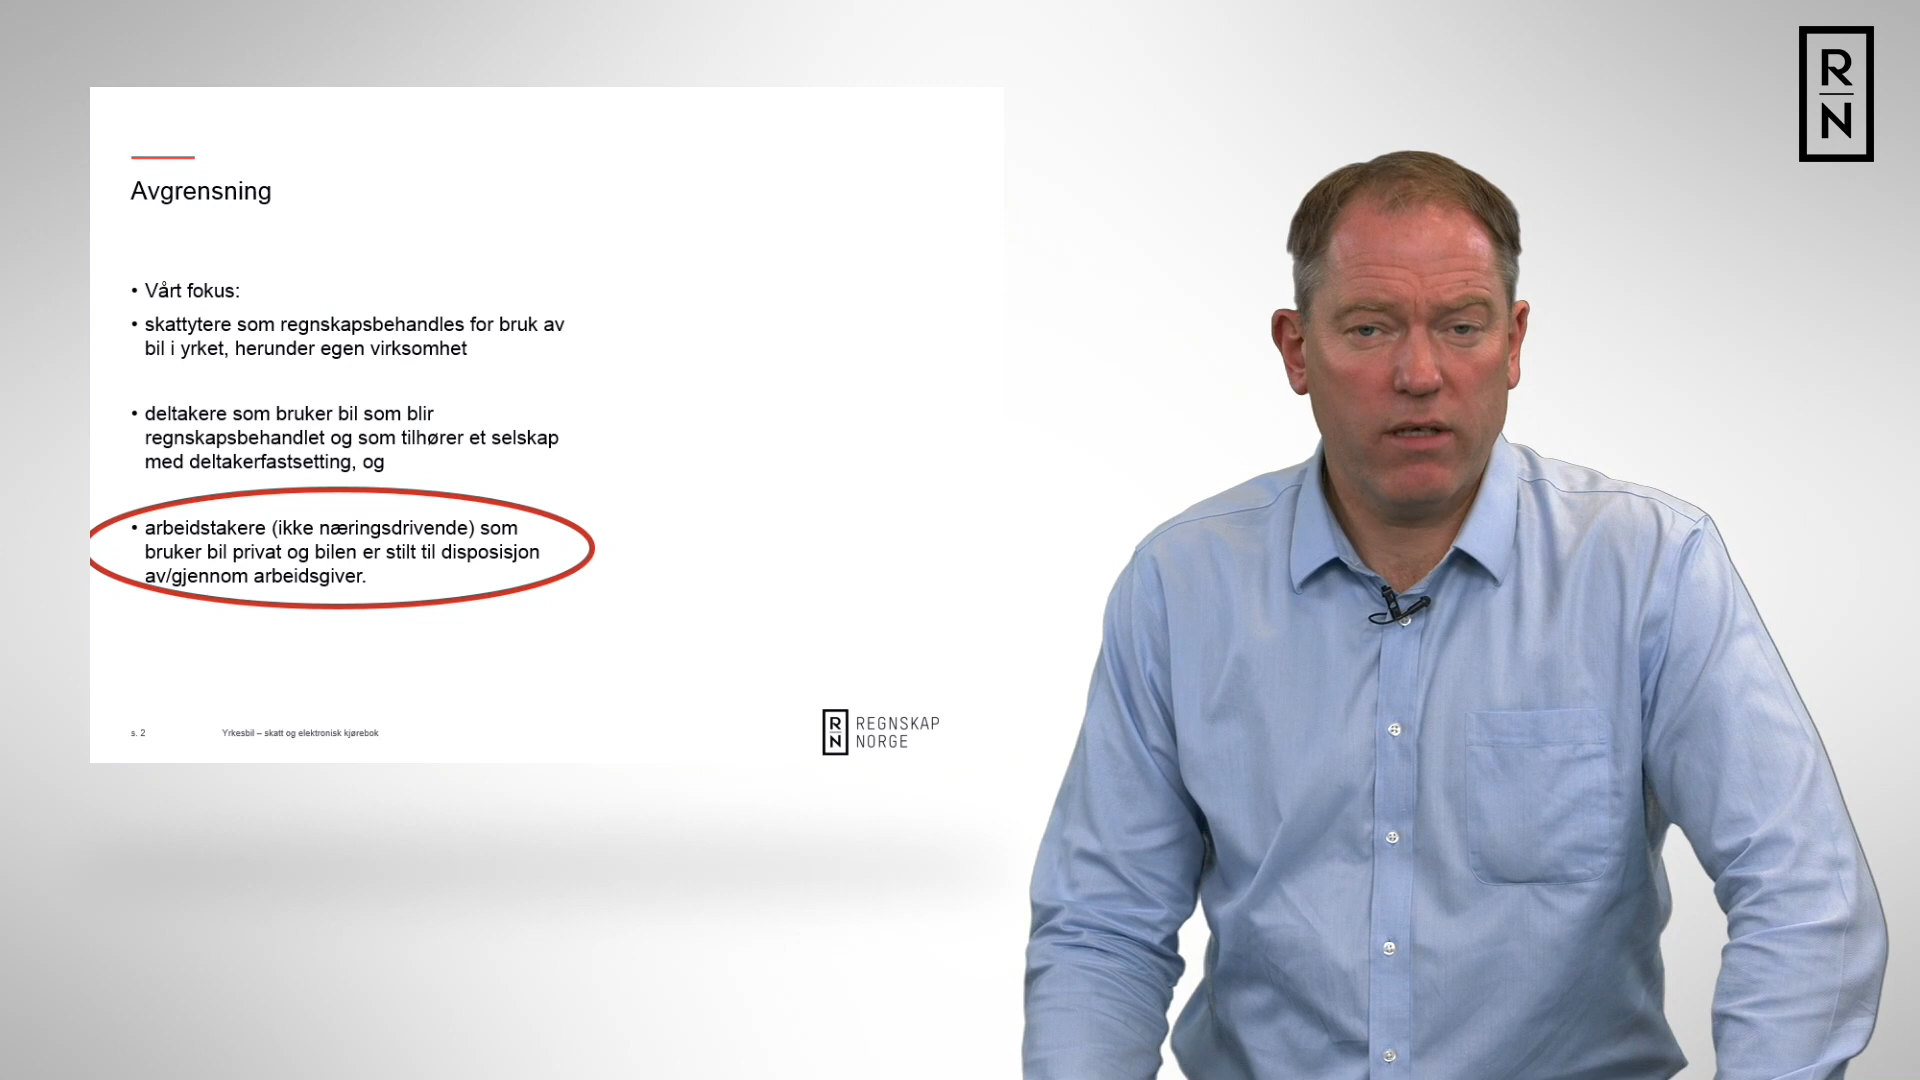 Avgrensning
• Vårt fokus:
• skattytere som regnskapsbehandles for bruk av
bil i yrket, herunder egen virksomhet
• deltakere som bruker bil som blir
regnskapsbehandlet og som tilhører et selskap
med deltakerfastsetting, og
• arbeidstakere (ikke næringsdrivende) som
bruker bil privat og bilen er stilt til disposisjon
av/gjennom arbeidsgiver.
s. 2
Yrkesbil – skatt og elektronisk kjørebok
R
N
REGNSKAP
NORGE
R
N